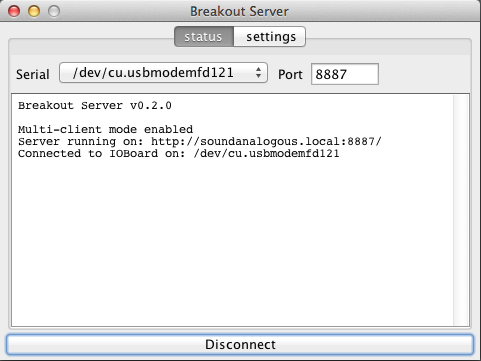 Breakout Server
status settings
Serial /dev/cu.usbmodemfd121 Port 8887
Breakout Server v0.2.0
Multi-client mode enabled
Server running on: http://soundanalogous.local:8887/
Connected to IOBoard on: /dev/cu.usbmodemfd121
Disconnect